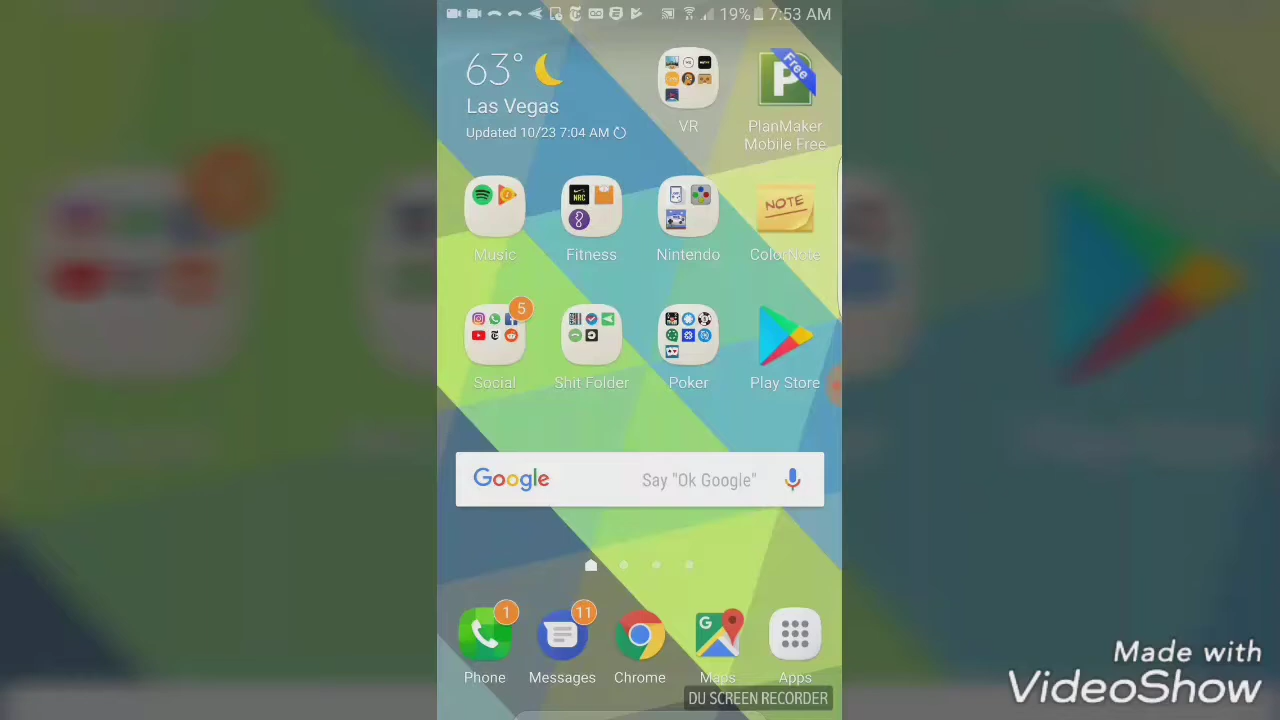 19% 7:53 AM
63°
Las Vegas
Updated 10/23 7:04 AM
Free
P
VR
PlanMaker
Mobile Free
NRC
NOTE
Music
Fitness
Nintendo
ColorNote
5
Social
Shit Folder
Poker
Play Store
Google
Say "Ok Google"
1
11
G
Phone
Messages
Chrome
Maps
Apps
DU SCREEN RECORDER
Made with
VideoShow